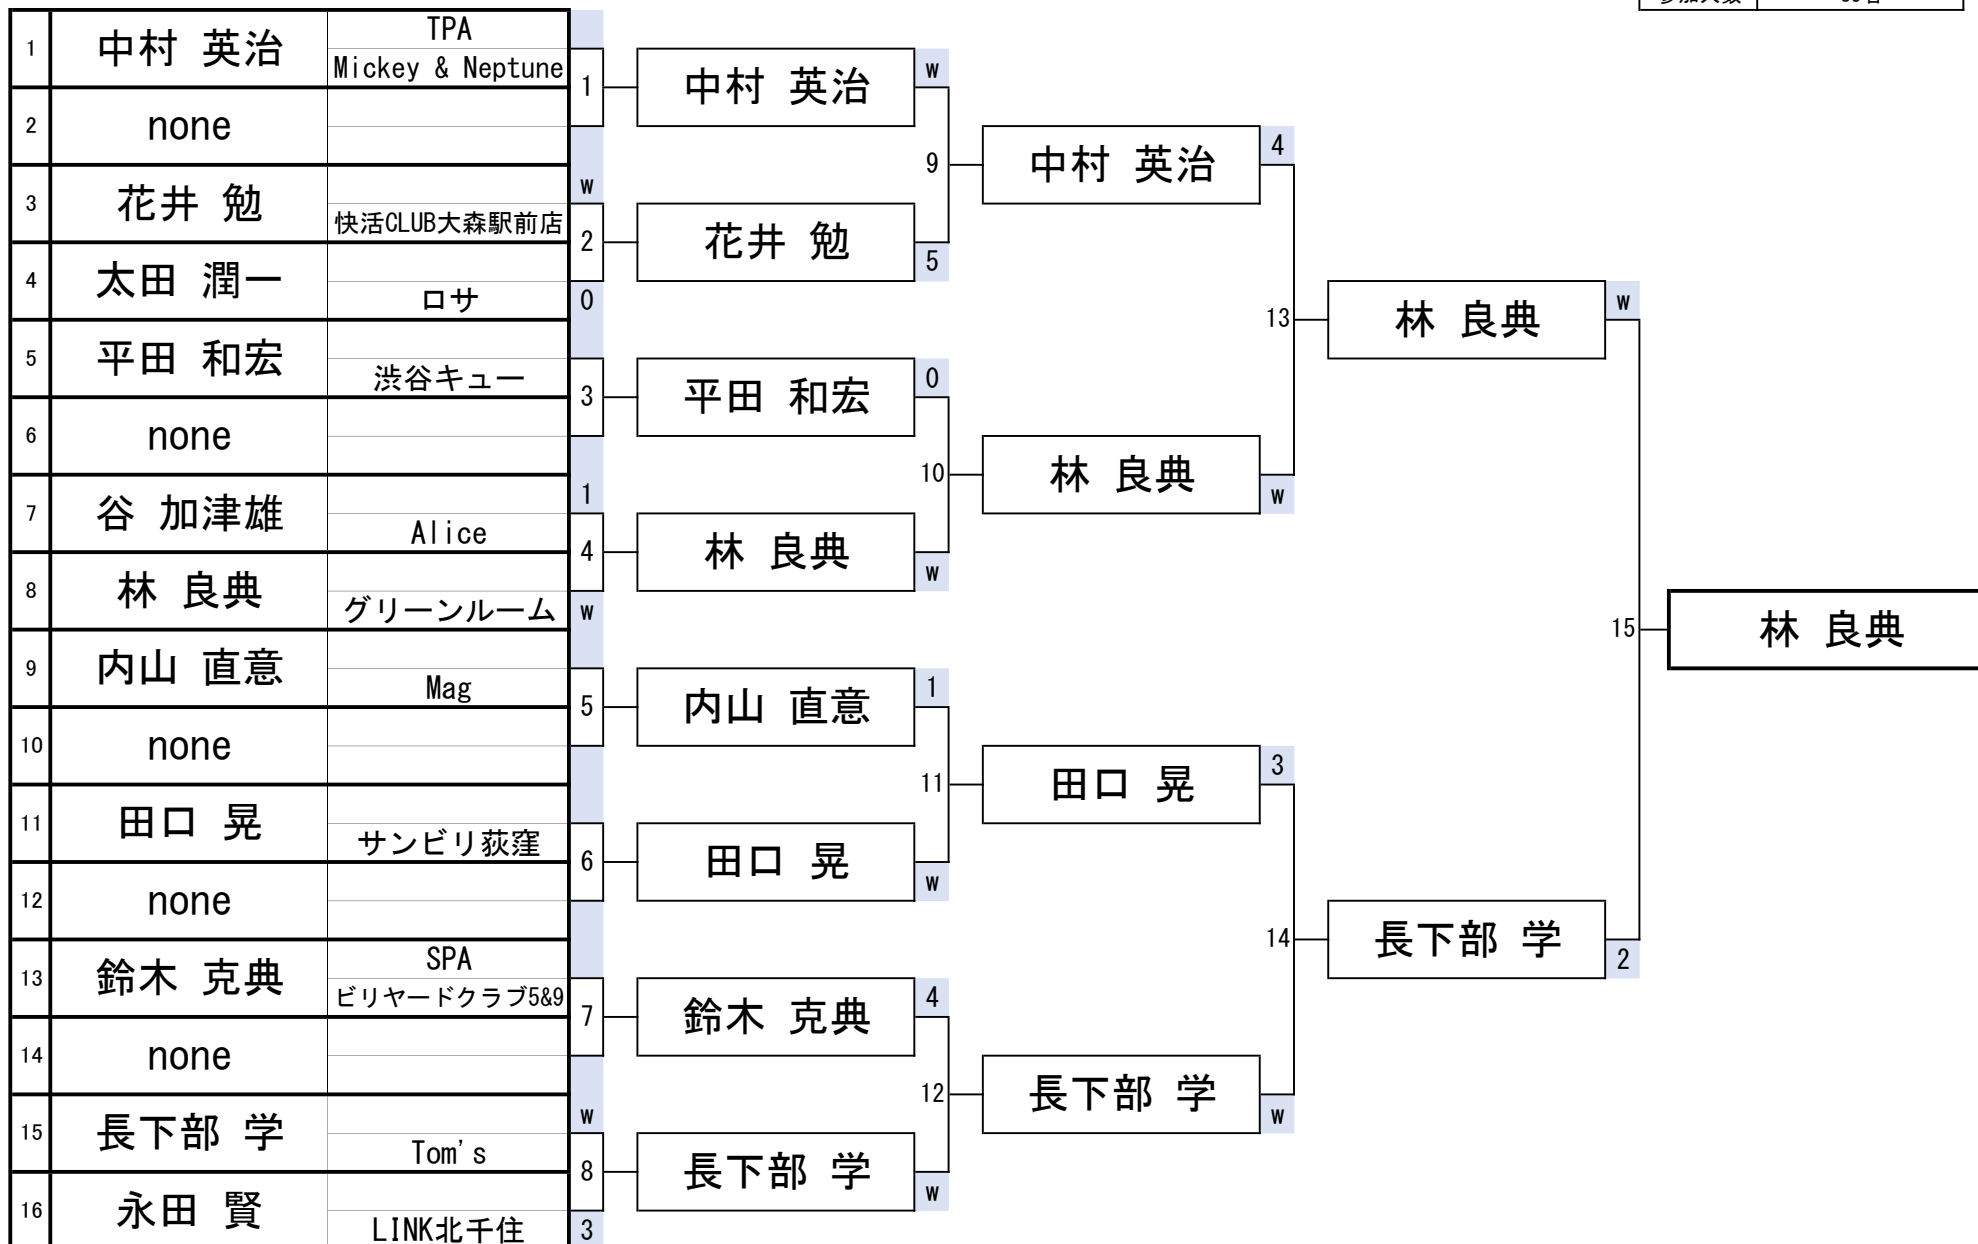 1 中村 英治 TPA
Mickey & Neptune
2 none
3 花井 勉
快活CLUB大森駅前店
4 太田 潤一
ロサ
5 平田 和宏
渋谷キュー
6 none
7 谷 加津雄
Alice
8 林 良典
グリーンルーム
9 内山 直意
Mag
10 none
11 田口 晃
サンビリ荻窪
12 none
13 鈴木 克典 SPA
ビリヤードクラブ5&9
14 none
15 長下部 学
Tom's
16 永田 賢
LINK北千住
1
w
2
0
3
1
4
w
5
6
7
w
8
3
中村 英治 w
9
花井 勉 5
平田 和宏 0
10
林 良典 w
内山 直意 1
11
田口 晃 w
鈴木 克典 4
12
長下部 学 w
中村 英治 4
13
林 良典 w
田口 晃 3
14
長下部 学 w
林 良典 w
15
長下部 学 2
林 良典